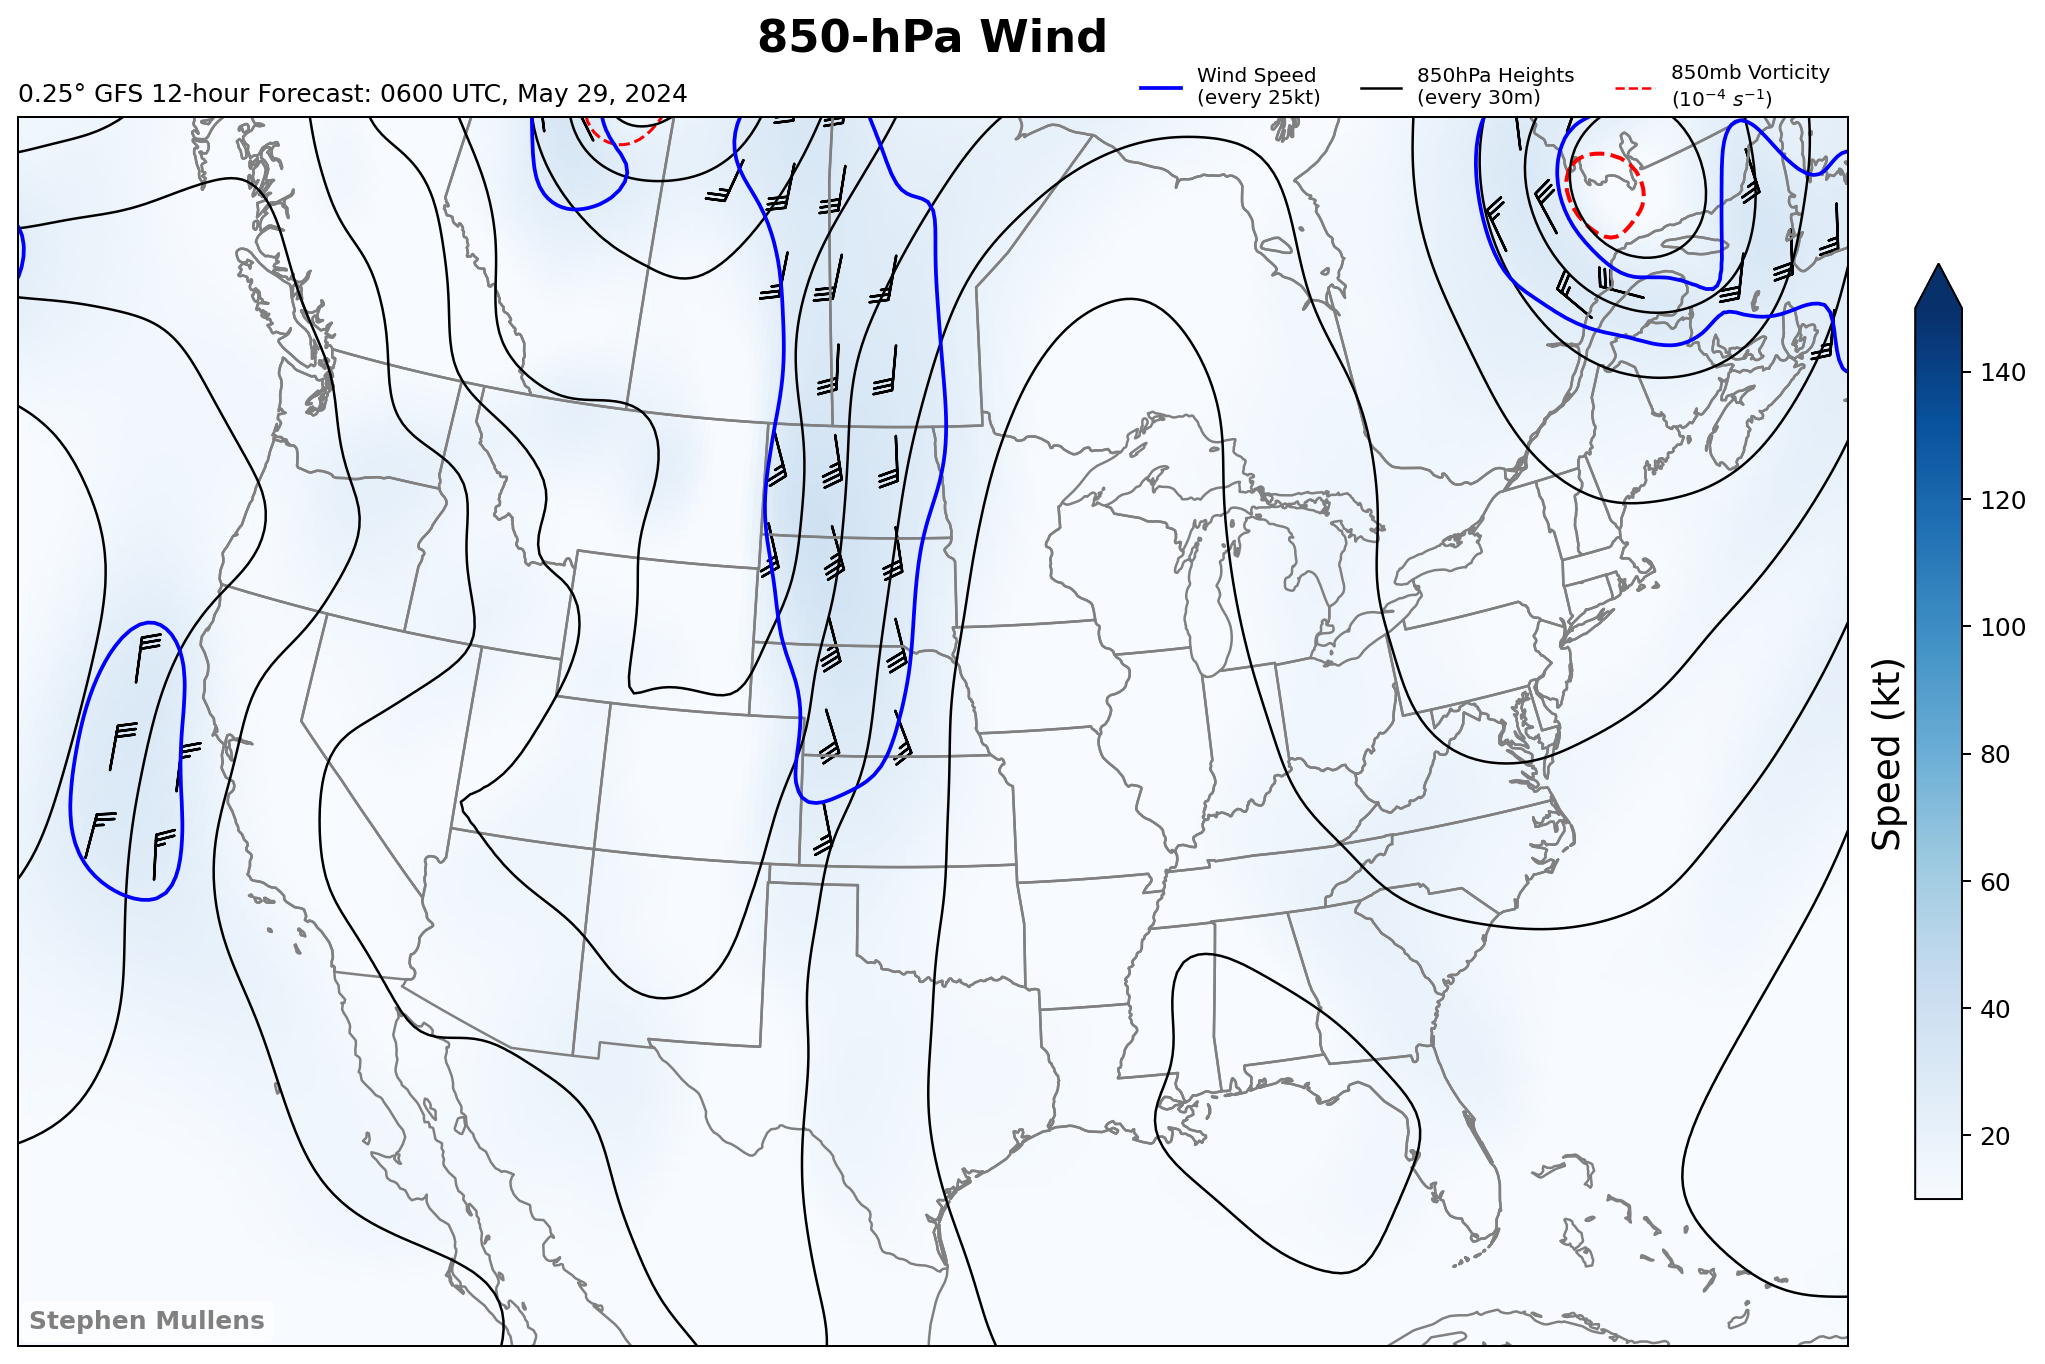 850-hPa Wind
0.25° GFS 12-hour Forecast: 0600 UTC, May 29, 2024
Wind Speed
(every 25kt)
850hPa Heights
(every 30m)
850mb Vorticity
(10⁻⁴ s⁻¹)
140
120
100
80
60
40
20
Speed (kt)
Stephen Mullens